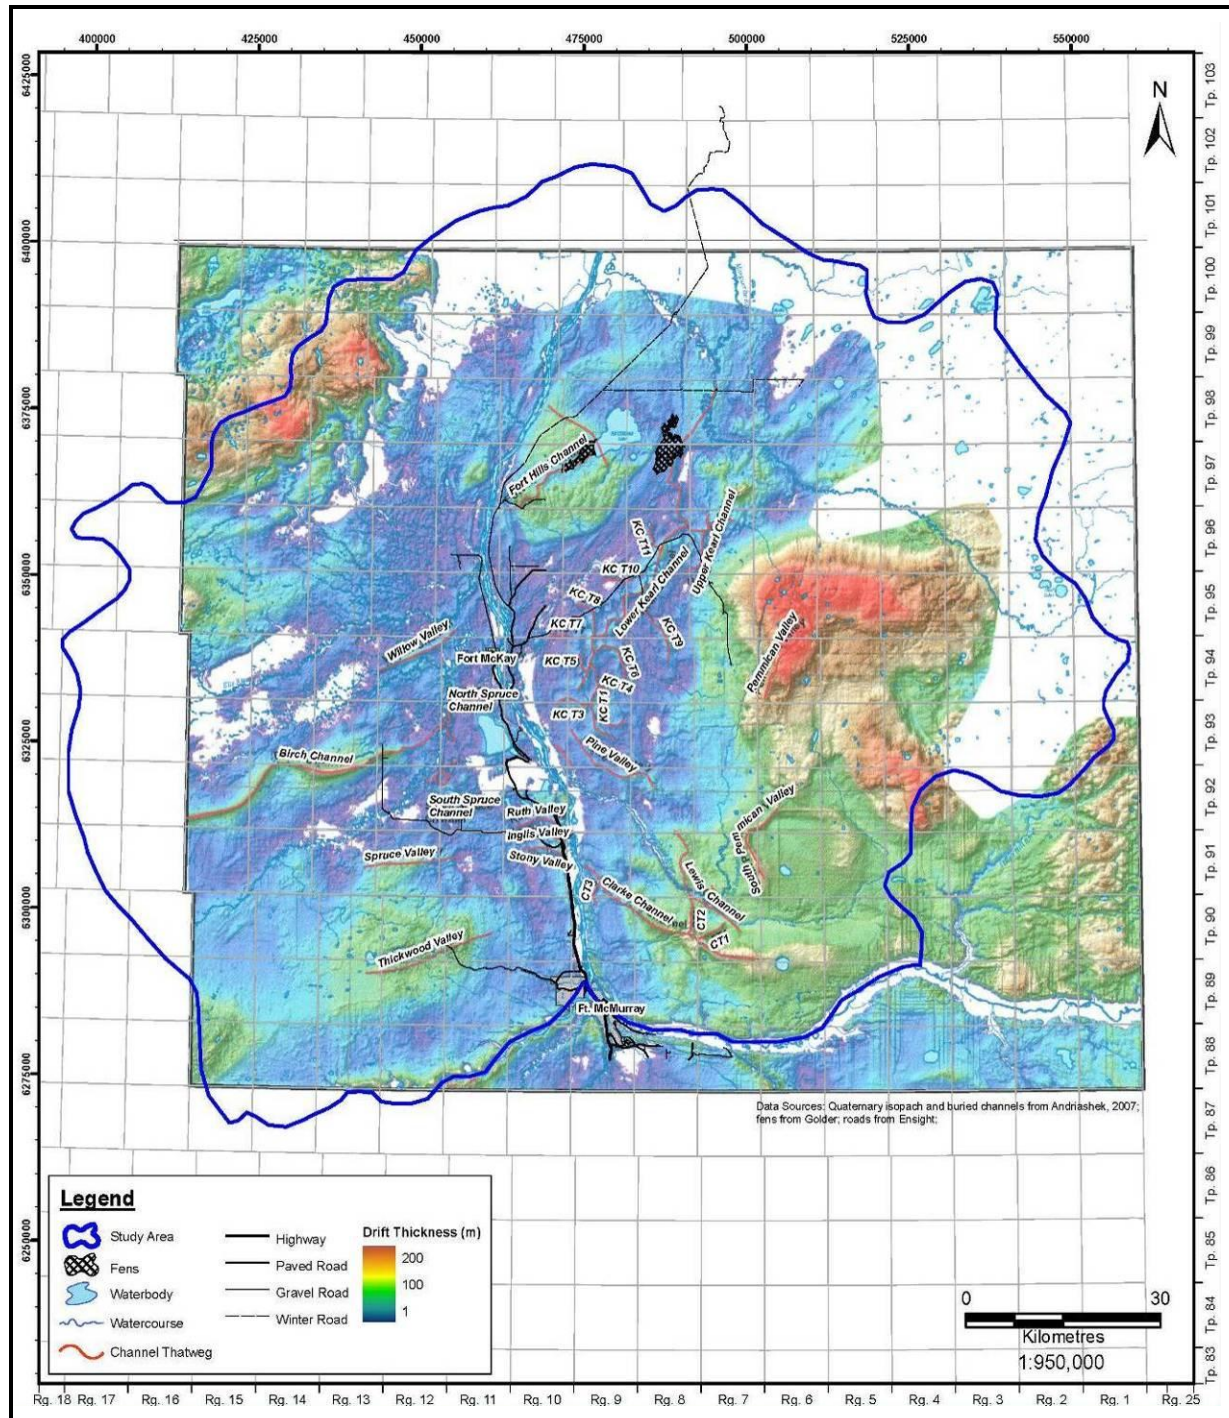 400000 425000 450000 475000 500000 525000 550000
6425000
6400000
6375000
6350000
6325000
6300000
6275000
6250000
N
Tp. 103
Tp. 102
Tp. 101
Tp. 100
Tp. 99
Tp. 98
Tp. 97
Tp. 96
Tp. 95
Tp. 94
Tp. 93
Tp. 92
Tp. 91
Tp. 90
Tp. 89
Tp. 88
Tp. 87
Tp. 86
Tp. 85
Tp. 84
Tp. 83
Fort Hills Channel
KC T11
Upper Kearl Channel
KC T10
Lower Kearl Channel
KC T8
KC T7
KC T9
Willow Valley
Fort McKay
KC T5
KC T6
Pemmican Valley
North Spruce
Channel
KC T4
KC T3
KC T1
Birch Channel
Pine Valley
South Spruce
Channel
Ruth Valley
South Pemmican Valley
Inglis Valley
Spruce Valley
Stony Valley
Lewis Channel
CT3
Clarke Channel
CT2
CT1
Thickwood Valley
Ft. McMurray
Data Sources: Quaternary isopach and buried channels from Andriashek, 2007;
fens from Golder; roads from Ensight;
Legend
Study Area
Fens
Waterbody
Watercourse
Channel Thatweg
Highway
Paved Road
Gravel Road
Winter Road
Drift Thickness (m)
200
100
1
0 30
Kilometres
1:950,000
Rg. 18 Rg. 17 Rg. 16 Rg. 15 Rg. 14 Rg. 13 Rg. 12 Rg. 11 Rg. 10 Rg. 9 Rg. 8 Rg. 7 Rg. 6 Rg. 5 Rg. 4 Rg. 3 Rg. 2 Rg. 1 Rg. 25